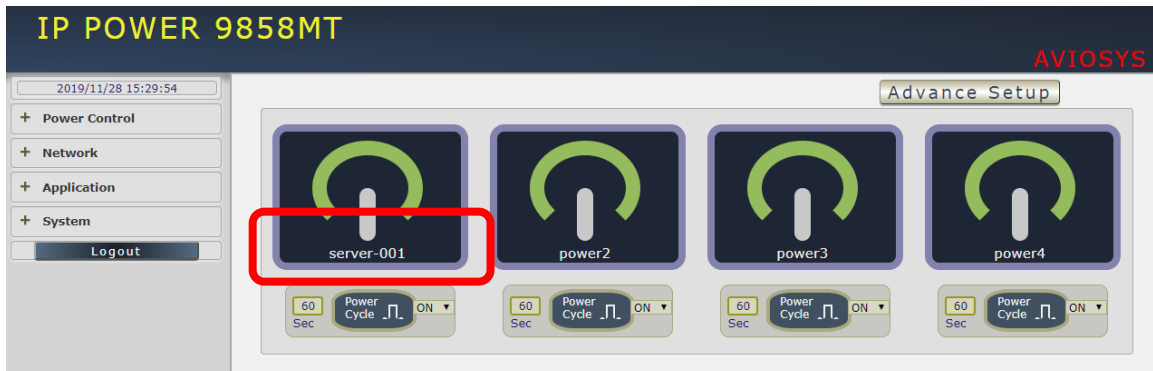 IP POWER 9858MT
AVIOSYS
2019/11/28 15:29:54
Advance Setup
+ Power Control
+ Network
+ Application
+ System
Logout
server-001
power2
power3
power4
60 Sec Power Cycle ON
60 Sec Power Cycle ON
60 Sec Power Cycle ON
60 Sec Power Cycle ON